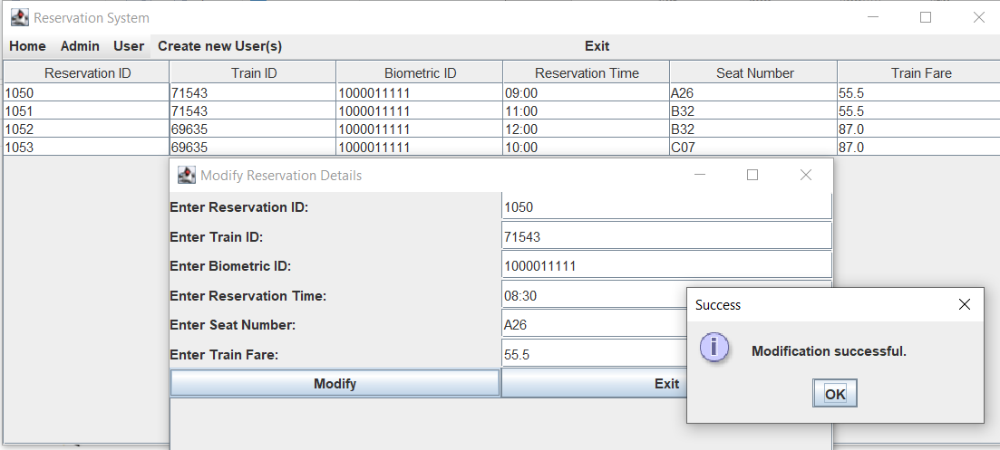 Reservation System
Home Admin User Create new User(s) Exit
Reservation ID Train ID Biometric ID Reservation Time Seat Number Train Fare
1050 71543 1000011111 09:00 A26 55.5
1051 71543 1000011111 11:00 B32 55.5
1052 69635 1000011111 12:00 B32 87.0
1053 69635 1000011111 10:00 C07 87.0
Modify Reservation Details
Enter Reservation ID: 1050
Enter Train ID: 71543
Enter Biometric ID: 1000011111
Enter Reservation Time: 08:30
Enter Seat Number: A26
Enter Train Fare: 55.5
Modify Exit
Success
Modification successful.
OK